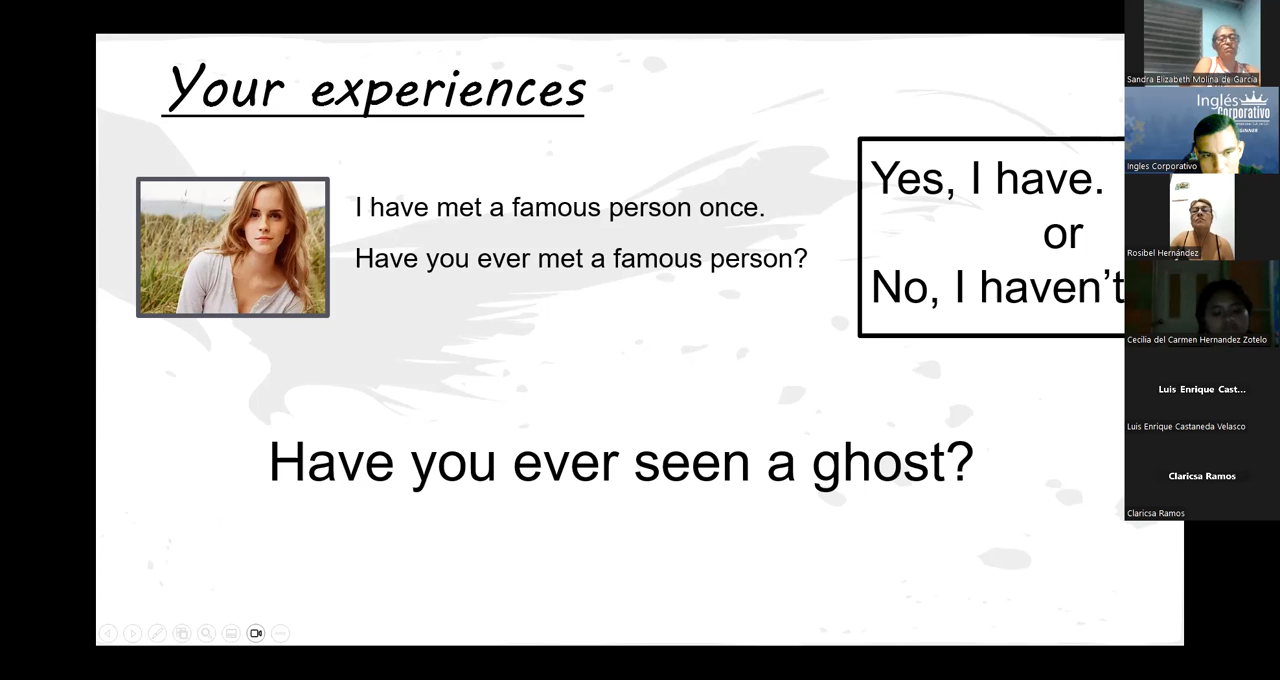 Your experiences
I have met a famous person once.
Have you ever met a famous person?
Yes, I have.
or
No, I haven't
Have you ever seen a ghost?
Sandra Elizabeth Molina de García
Inglés
Corporativo
Ingles Corporativo
Rosibel Hernández
Cecilia del Carmen Hernandez Zotelo
Luis Enrique Cast...
Luis Enrique Castaneda Velasco
Claricsa Ramos
Claricsa Ramos